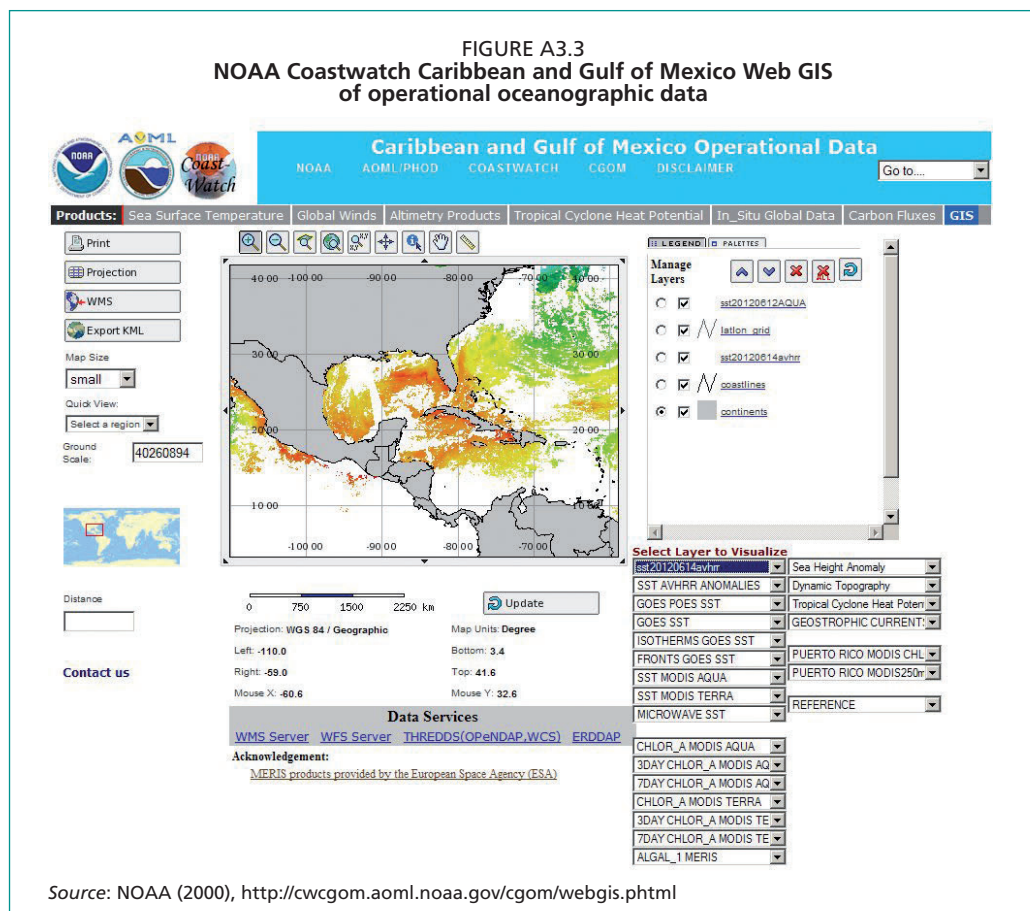 FIGURE A3.3
NOAA Coastwatch Caribbean and Gulf of Mexico Web GIS
of operational oceanographic data
NOAA
AOML
NOAA
Coast-
Watch
Caribbean and Gulf of Mexico Operational Data
NOAA AOML/PHOD COASTWATCH CGOM DISCLAIMER
Go to....
Products: Sea Surface Temperature Global Winds Altimetry Products Tropical Cyclone Heat Potential In_Situ Global Data Carbon Fluxes GIS
Print
Projection
WMS
Export KML
Map Size
small
Quick View:
Select a region
Ground
Scale:
40260894
Distance
Contact us
40 00 -100 00 -90 00 -80 00 -70 00 40 00
30 00 30 00
20 00 20 00
10 00 10 00
-100 00 -90 00 -80 00 -70 00
0 750 1500 2250 km
Update
Projection: WGS 84 / Geographic Map Units: Degree
Left: -110.0 Bottom: 3.4
Right: -59.0 Top: 41.6
Mouse X: -60.6 Mouse Y: 32.6
Data Services
WMS Server WFS Server THREDDS(OPeNDAP,WCS) ERDDAP
Acknowledgement:
MERIS products provided by the European Space Agency (ESA)
LEGEND PALETTES
Manage
Layers
ALL
sst20120612AQUA
latlon_grid
sst20120614avhrr
coastlines
continents
Select Layer to Visualize
sst20120614avhrr
SST AVHRR ANOMALIES
GOES POES SST
GOES SST
ISOTHERMS GOES SST
FRONTS GOES SST
SST MODIS AQUA
SST MODIS TERRA
MICROWAVE SST
CHLOR_A MODIS AQUA
3DAY CHLOR_A MODIS AQ
7DAY CHLOR_A MODIS AQ
CHLOR_A MODIS TERRA
3DAY CHLOR_A MODIS TE
7DAY CHLOR_A MODIS TE
ALGAL_1 MERIS
Sea Height Anomaly
Dynamic Topography
Tropical Cyclone Heat Poten
GEOSTROPHIC CURRENT
PUERTO RICO MODIS CHL
PUERTO RICO MODIS250m
REFERENCE
Source: NOAA (2000), http://cwcgom.aoml.noaa.gov/cgom/webgis.phtml